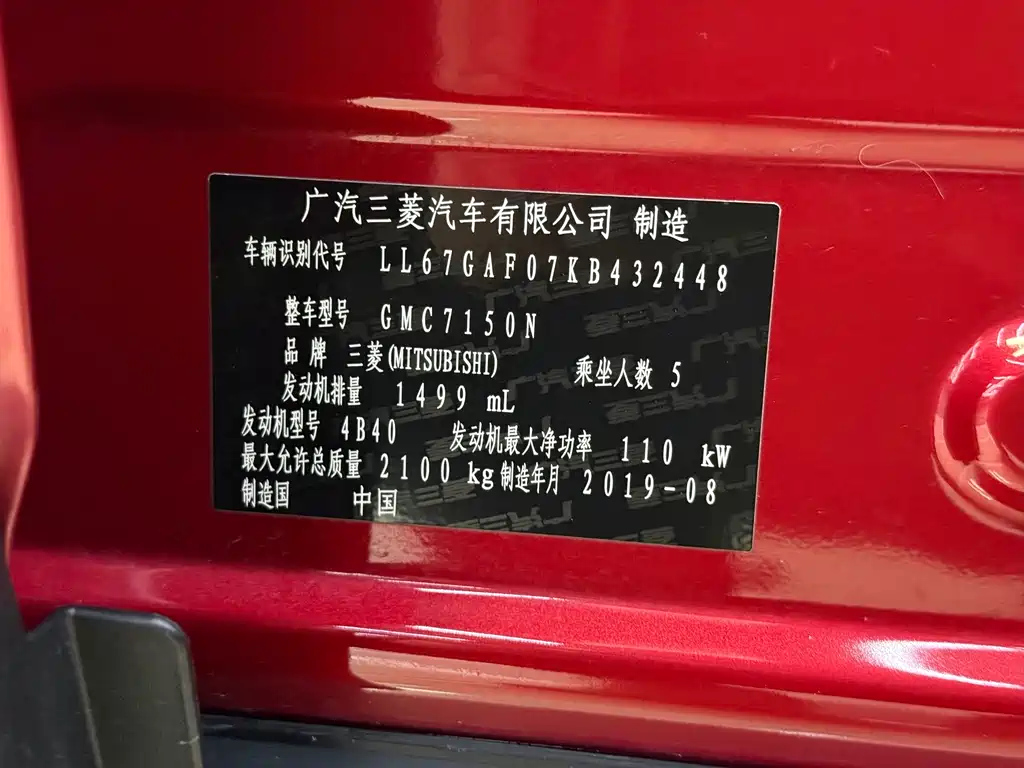 广汽三菱汽车有限公司 制造
车辆识别代号 LL67GAF07KB432448
整车型号 GMC7150N
品牌 三菱(MITSUBISHI) 乘坐人数 5
发动机排量 1499 mL
发动机型号 4B40 发动机最大净功率 110 kW
最大允许总质量 2100 kg 制造年月 2019-08
制造国 中国